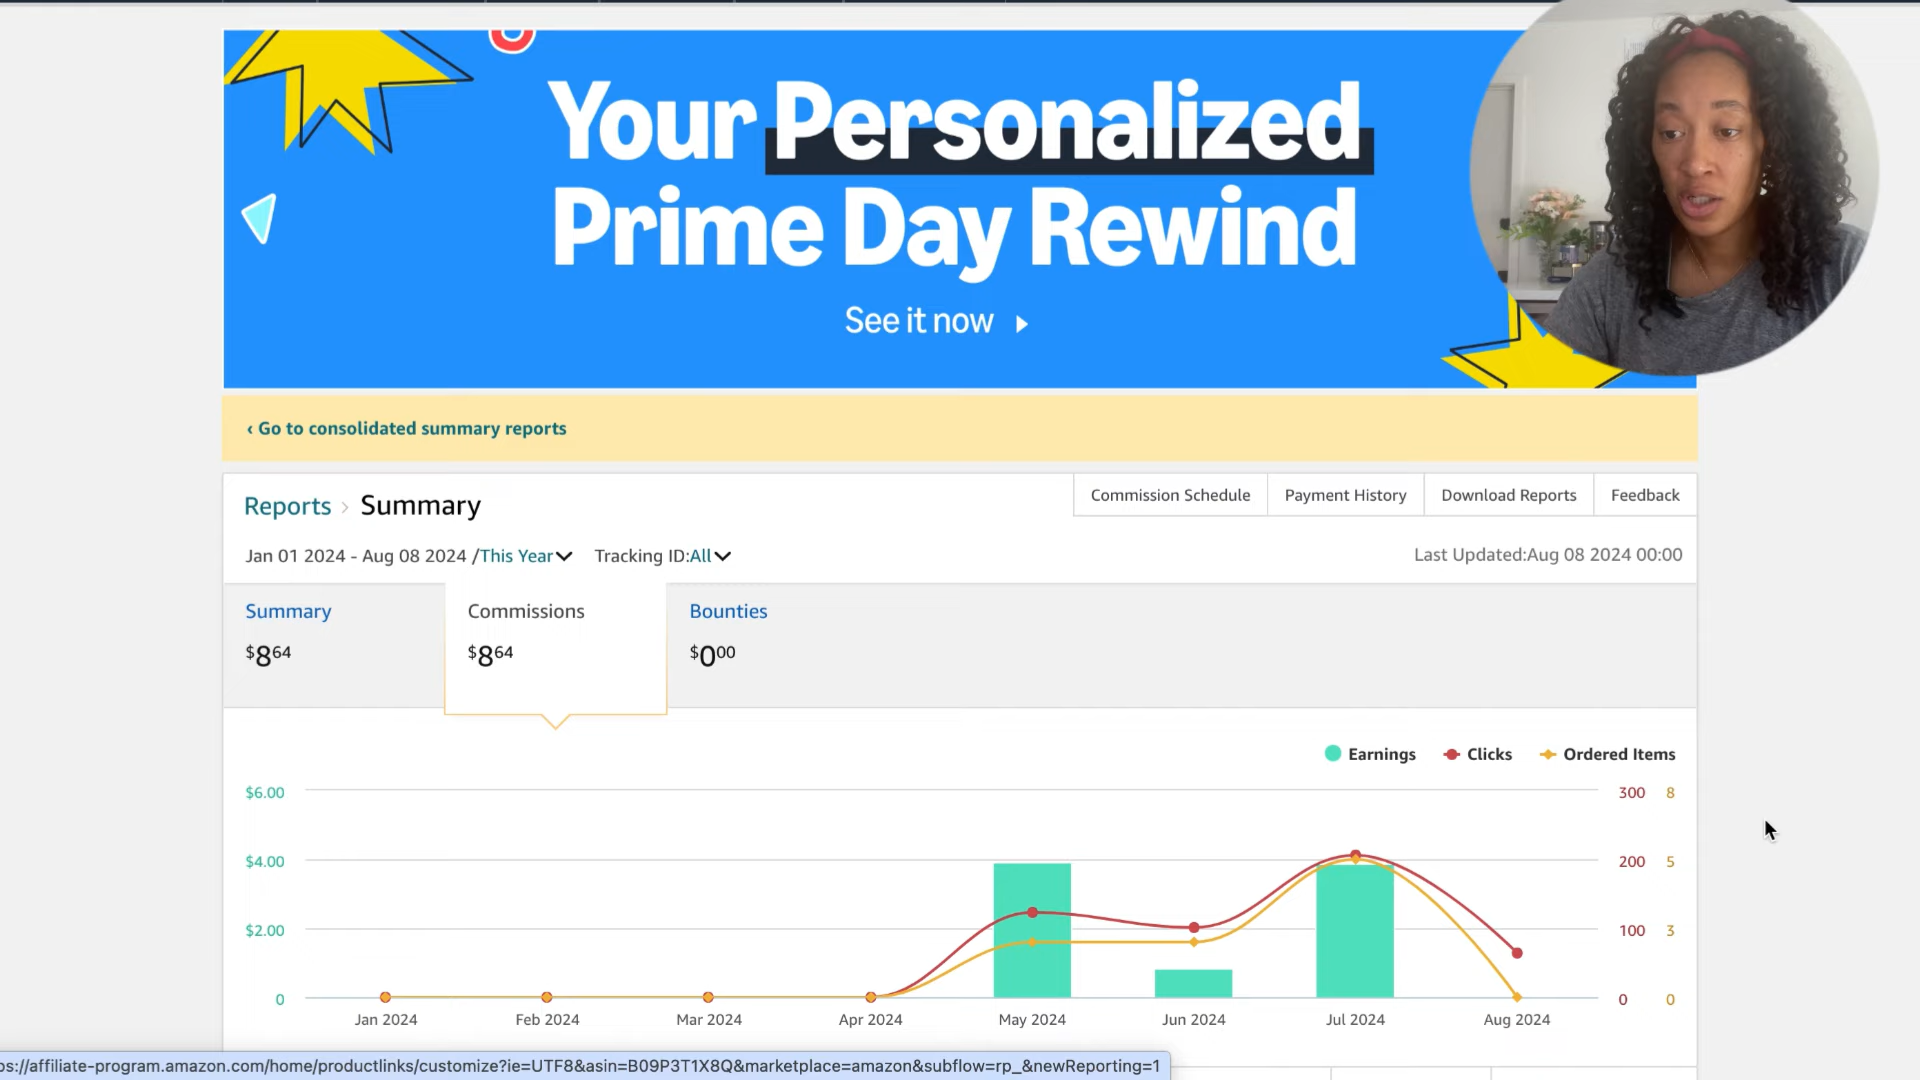 Your Personalized
Prime Day Rewind
See it now
‹ Go to consolidated summary reports
Reports › Summary
Commission Schedule
Payment History
Download Reports
Feedback
Jan 01 2024 - Aug 08 2024 /This Year
Tracking ID:All
Last Updated:Aug 08 2024 00:00
Summary
$864
Commissions
$864
Bounties
$000
Earnings
Clicks
Ordered Items
$6.00
300
8
$4.00
200
5
$2.00
100
3
0
0
0
Jan 2024
Feb 2024
Mar 2024
Apr 2024
May 2024
Jun 2024
Jul 2024
Aug 2024
ps://affiliate-program.amazon.com/home/productlinks/customize?ie=UTF8&asin=B09P3T1X8Q&marketplace=amazon&subflow=rp_&newReporting=1